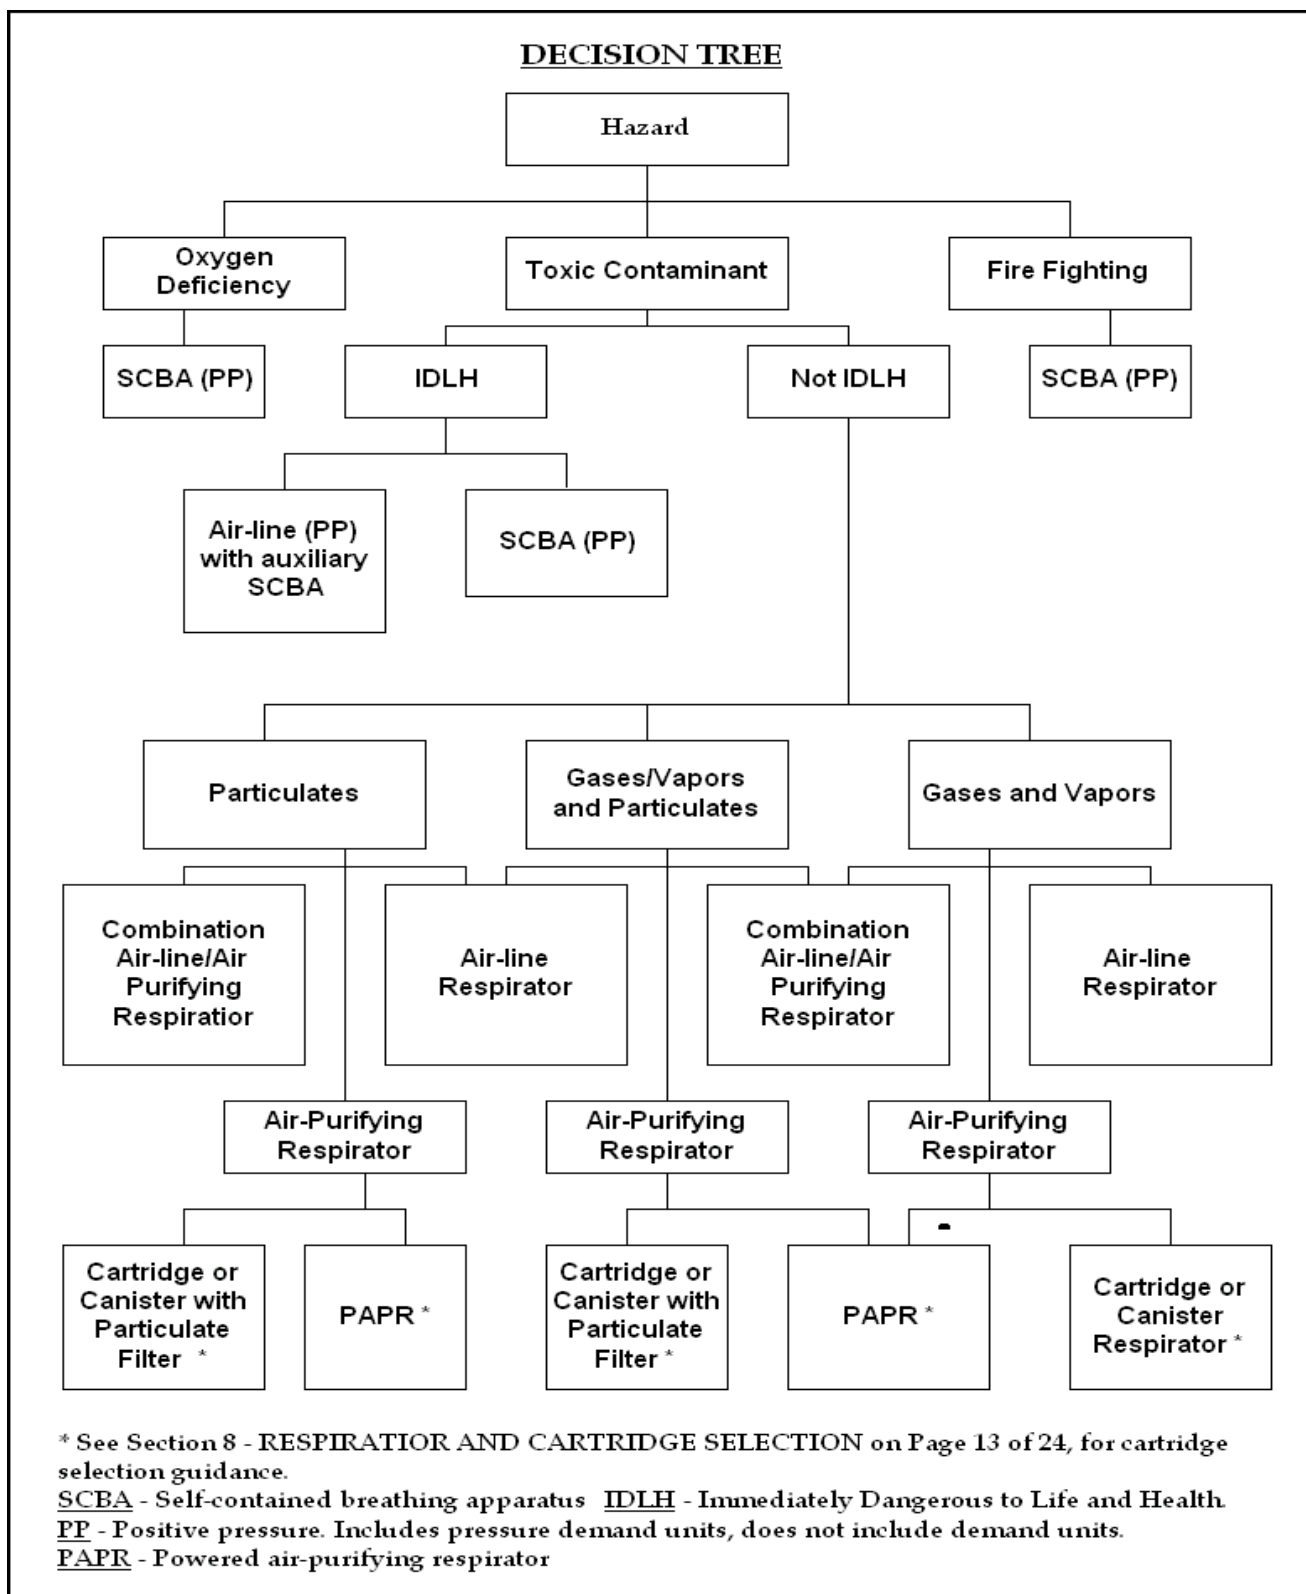 DECISION TREE
Hazard
Oxygen
Deficiency
Toxic Contaminant
Fire Fighting
SCBA (PP)
IDLH
Not IDLH
SCBA (PP)
Air-line (PP)
with auxiliary
SCBA
SCBA (PP)
Particulates
Gases/Vapors
and Particulates
Gases and Vapors
Combination
Air-line/Air
Purifying
Respiratior
Air-line
Respirator
Combination
Air-line/Air
Purifying
Respirator
Air-line
Respirator
Air-Purifying
Respirator
Air-Purifying
Respirator
Air-Purifying
Respirator
Cartridge or
Canister with
Particulate
Filter *
PAPR *
Cartridge or
Canister with
Particulate
Filter *
PAPR *
Cartridge or
Canister
Respirator *
* See Section 8 - RESPIRATIOR AND CARTRIDGE SELECTION on Page 13 of 24, for cartridge
selection guidance.
SCBA - Self-contained breathing apparatus IDLH - Immediately Dangerous to Life and Health.
PP - Positive pressure. Includes pressure demand units, does not include demand units.
PAPR - Powered air-purifying respirator